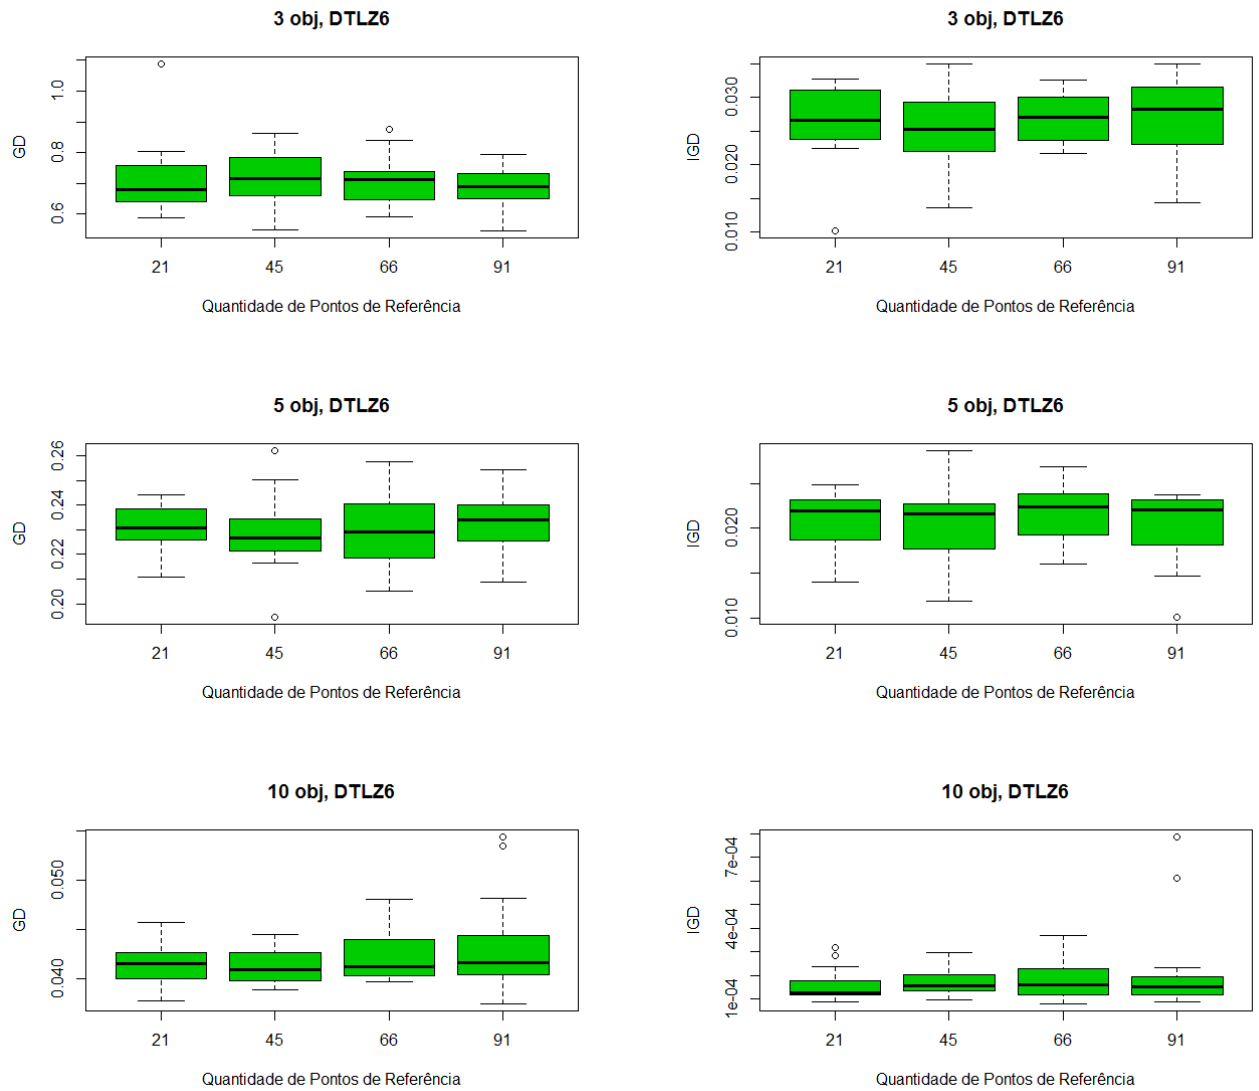 3 obj, DTLZ6
GD
1.0
0.8
0.6
21 45 66 91
Quantidade de Pontos de Referência
3 obj, DTLZ6
IGD
0.030
0.020
0.010
21 45 66 91
Quantidade de Pontos de Referência
5 obj, DTLZ6
GD
0.26
0.24
0.22
0.20
21 45 66 91
Quantidade de Pontos de Referência
5 obj, DTLZ6
IGD
0.020
0.010
21 45 66 91
Quantidade de Pontos de Referência
10 obj, DTLZ6
GD
0.050
0.040
21 45 66 91
Quantidade de Pontos de Referência
10 obj, DTLZ6
IGD
7e-04
4e-04
1e-04
21 45 66 91
Quantidade de Pontos de Referência